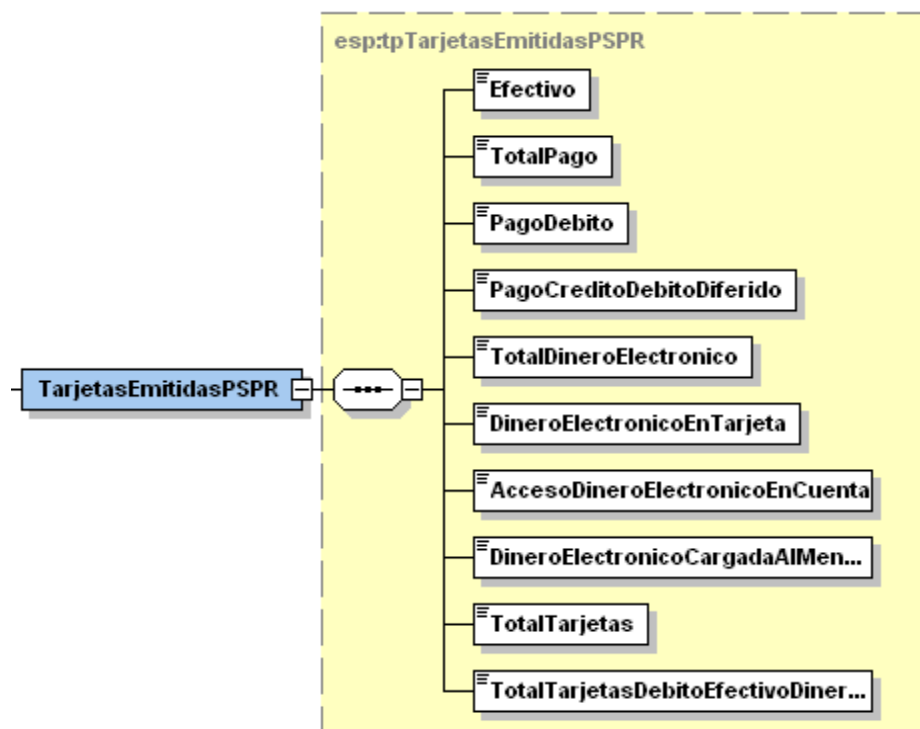 esp:tpTarjetasEmitidasPSPR
Efectivo
TotalPago
PagoDebito
PagoCreditoDebitoDiferido
TotalDineroElectronico
TarjetasEmitidasPSPR
DineroElectronicoEnTarjeta
AccesoDineroElectronicoEnCuenta
DineroElectronicoCargadaAlMen...
TotalTarjetas
TotalTarjetasDebitoEfectivoDiner...